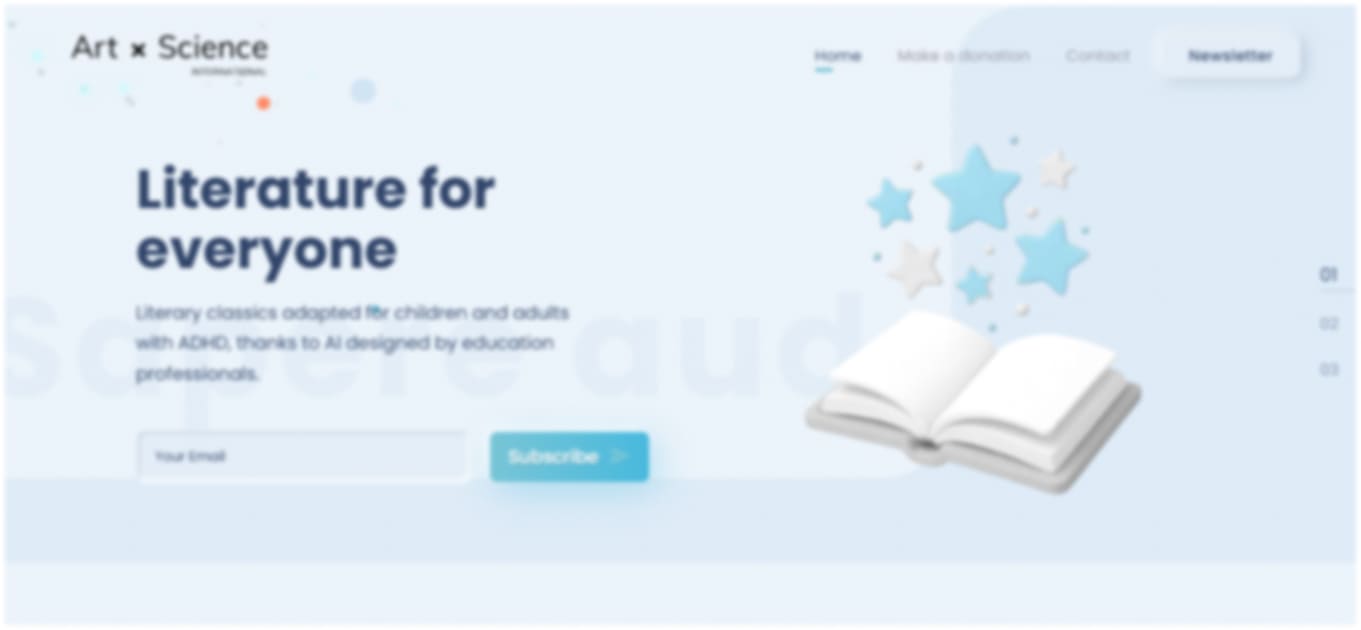 Art × Science
INTERNATIONAL
Home
Make a donation
Contact
Newsletter
Literature for
everyone
Literary classics adapted for children and adults
with ADHD, thanks to AI designed by education
professionals.
Sapere aud
Your Email
Subscribe
01
02
03